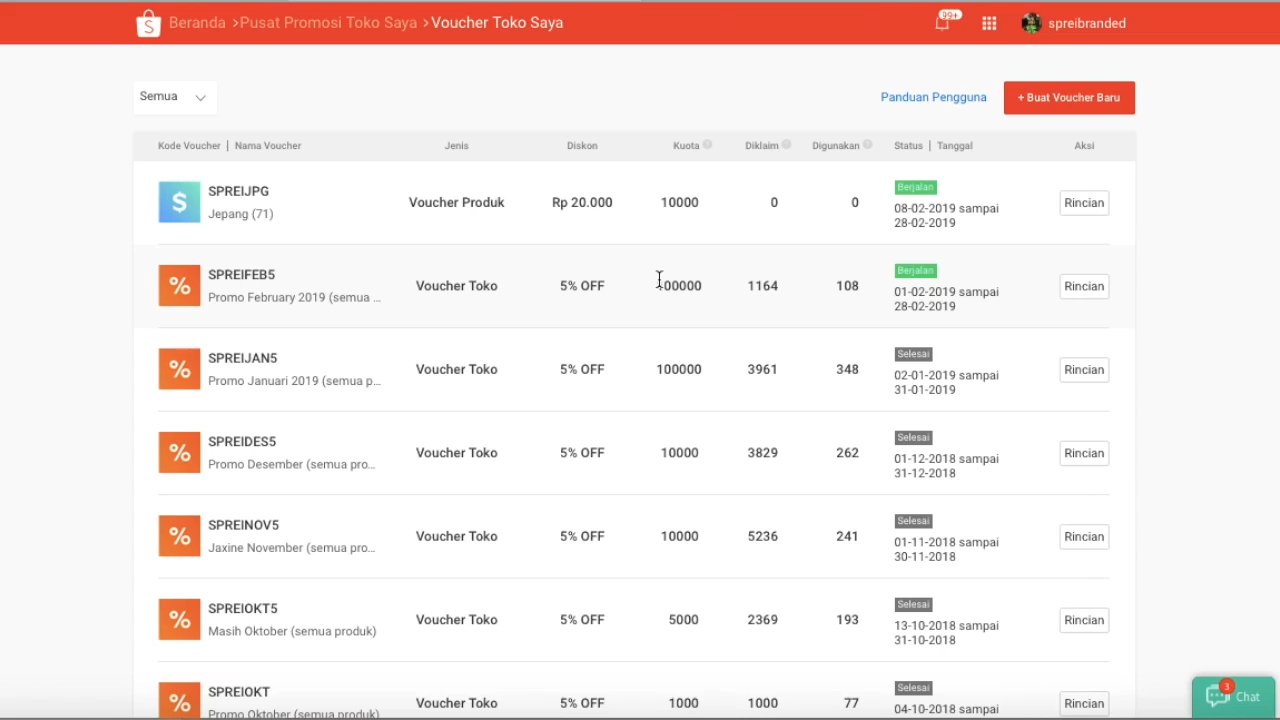 Beranda >Pusat Promosi Toko Saya >Voucher Toko Saya
99+
spreibranded
Semua
Panduan Pengguna
+ Buat Voucher Baru
Kode Voucher | Nama Voucher Jenis Diskon Kuota Diklaim Digunakan Status | Tanggal Aksi
SPREIJPG
Jepang (71)
Voucher Produk Rp 20.000 10000 0 0
Berjalan
08-02-2019 sampai
28-02-2019
Rincian
SPREIFEB5
Promo February 2019 (semua ...
Voucher Toko 5% OFF 00000 1164 108
Berjalan
01-02-2019 sampai
28-02-2019
Rincian
SPREIJAN5
Promo Januari 2019 (semua p...
Voucher Toko 5% OFF 100000 3961 348
Selesai
02-01-2019 sampai
31-01-2019
Rincian
SPREIDES5
Promo Desember (semua pro...
Voucher Toko 5% OFF 10000 3829 262
Selesai
01-12-2018 sampai
31-12-2018
Rincian
SPREINOV5
Jaxine November (semua pro...
Voucher Toko 5% OFF 10000 5236 241
Selesai
01-11-2018 sampai
30-11-2018
Rincian
SPREIOKT5
Masih Oktober (semua produk)
Voucher Toko 5% OFF 5000 2369 193
Selesai
13-10-2018 sampai
31-10-2018
Rincian
SPREIOKT
Promo Oktober (semua produk)
Voucher Toko 5% OFF 1000 1000 77
Selesai
04-10-2018 sampai
Rincian
3
Chat